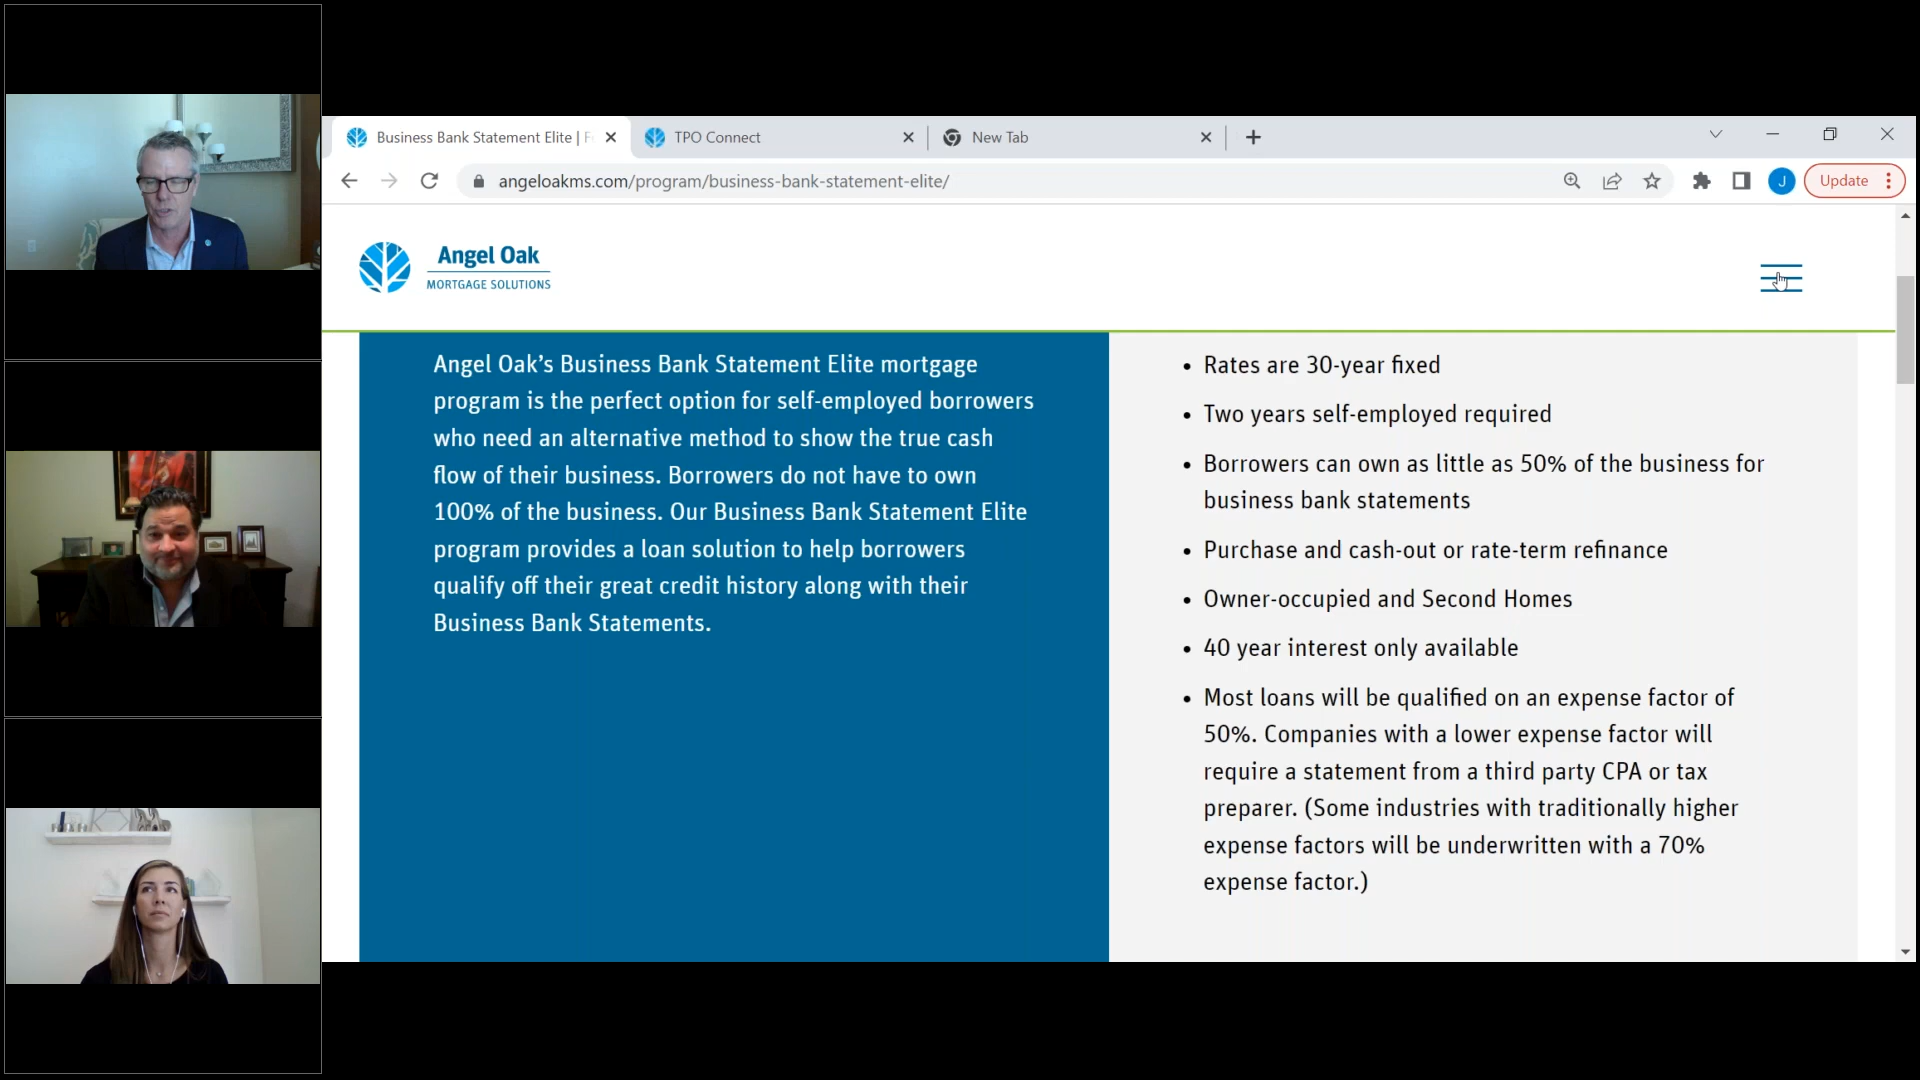 Business Bank Statement Elite | F
TPO Connect
New Tab
angeloakms.com/program/business-bank-statement-elite/
J
Update
Angel Oak
MORTGAGE SOLUTIONS
Angel Oak’s Business Bank Statement Elite mortgage
program is the perfect option for self-employed borrowers
who need an alternative method to show the true cash
flow of their business. Borrowers do not have to own
100% of the business. Our Business Bank Statement Elite
program provides a loan solution to help borrowers
qualify off their great credit history along with their
Business Bank Statements.
• Rates are 30-year fixed
• Two years self-employed required
• Borrowers can own as little as 50% of the business for
business bank statements
• Purchase and cash-out or rate-term refinance
• Owner-occupied and Second Homes
• 40 year interest only available
• Most loans will be qualified on an expense factor of
50%. Companies with a lower expense factor will
require a statement from a third party CPA or tax
preparer. (Some industries with traditionally higher
expense factors will be underwritten with a 70%
expense factor.)